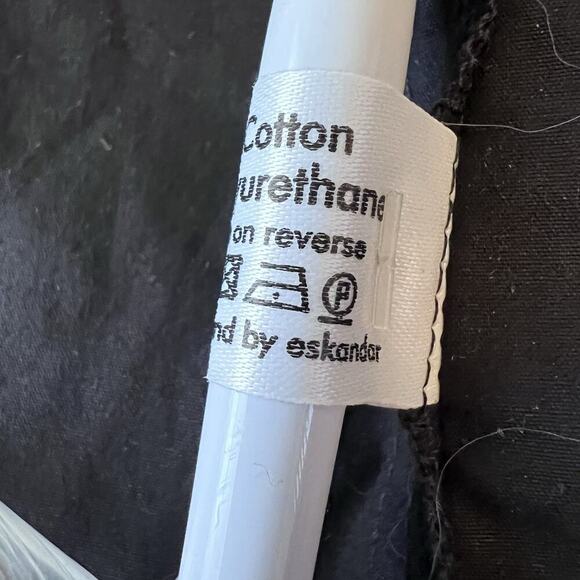 Cotton
urethane
on reverse
P
nd by eskandar